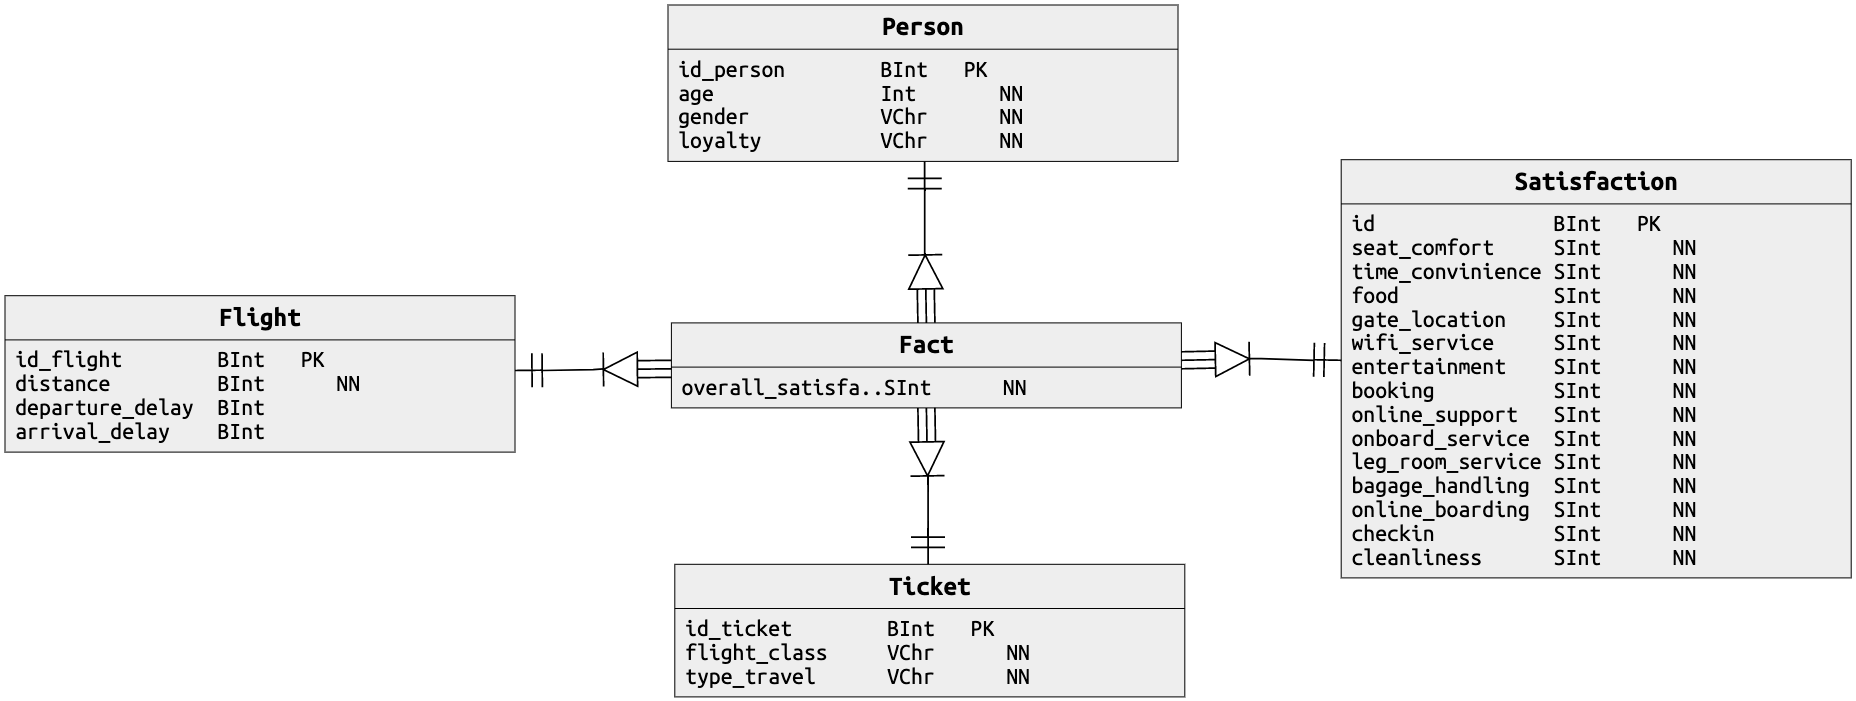 Person
id_person BInt PK
age Int NN
gender VChr NN
loyalty VChr NN
Satisfaction
id BInt PK
seat_comfort SInt NN
time_convinience SInt NN
food SInt NN
gate_location SInt NN
wifi_service SInt NN
entertainment SInt NN
booking SInt NN
online_support SInt NN
onboard_service SInt NN
leg_room_service SInt NN
bagage_handling SInt NN
online_boarding SInt NN
checkin SInt NN
cleanliness SInt NN
Flight
id_flight BInt PK
distance BInt NN
departure_delay BInt
arrival_delay BInt
Fact
overall_satisfa..SInt NN
Ticket
id_ticket BInt PK
flight_class VChr NN
type_travel VChr NN